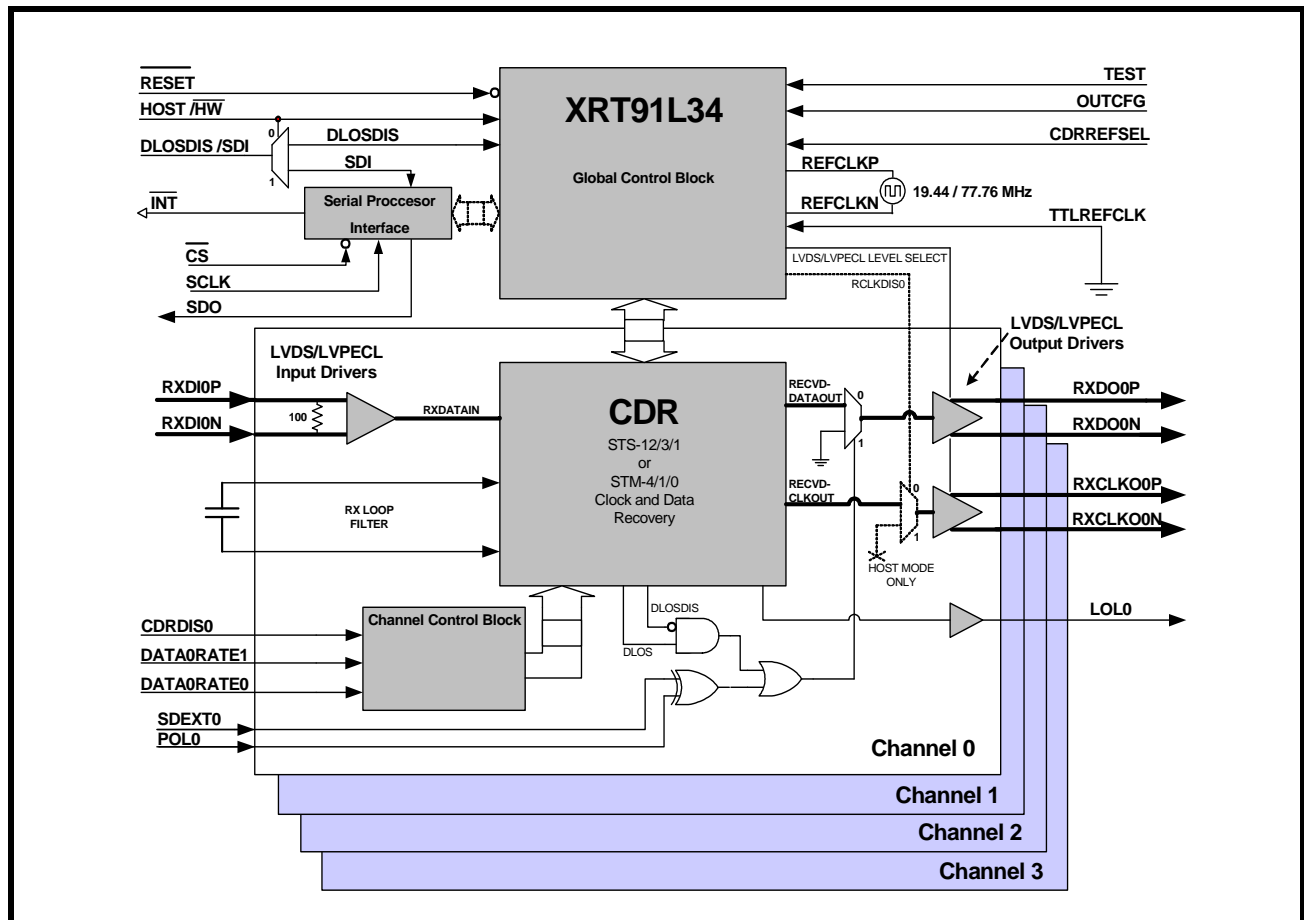 RESET
HOST /HW
DLOSDIS /SDI
0
1
DLOSDIS
SDI
INT
Serial Proccesor
Interface
CS
SCLK
SDO
XRT91L34
Global Control Block
TEST
OUTCFG
CDRREFSEL
REFCLKP
REFCLKN
19.44 / 77.76 MHz
TTLREFCLK
LVDS/LVPECL LEVEL SELECT
RCLKDIS0
LVDS/LVPECL
Input Drivers
LVDS/LVPECL
Output Drivers
RXDI0P
RXDI0N
100
RXDATAIN
CDR
STS-12/3/1
or
STM-4/1/0
Clock and Data
Recovery
RECVD-
DATAOUT
0
1
RECVD-
CLKOUT
0
1
HOST MODE
ONLY
RXDO0P
RXDO0N
RXCLKO0P
RXCLKO0N
RX LOOP
FILTER
LOL0
CDRDIS0
DATA0RATE1
DATA0RATE0
Channel Control Block
DLOSDIS
DLOS
SDEXT0
POL0
Channel 0
Channel 1
Channel 2
Channel 3